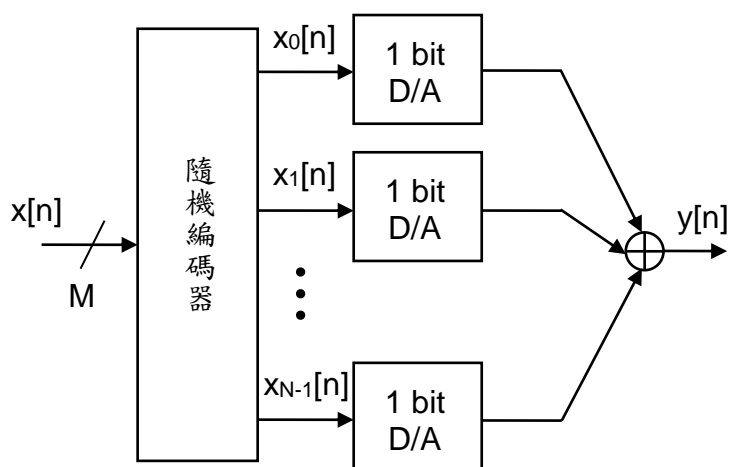 x[n]
M
隨機編碼器
x0[n]
1 bit
D/A
x1[n]
1 bit
D/A
xN-1[n]
1 bit
D/A
y[n]